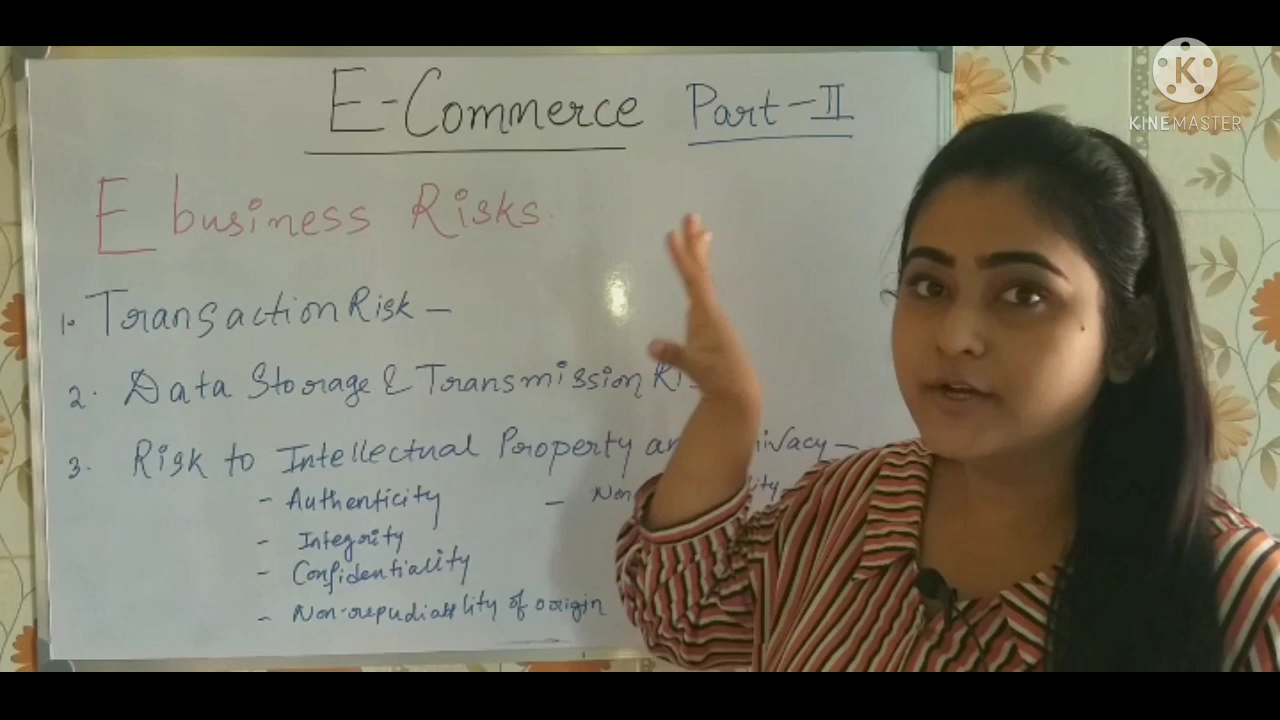 E-Commerce Part-II
E business Risks.
1. Transaction Risk -
2. Data Storage & Transmission
3. Risk to Intellectual Property
- Authenticity
- Integrity
- Confidentiality
- Non-repudiability of origin
KINEMASTER